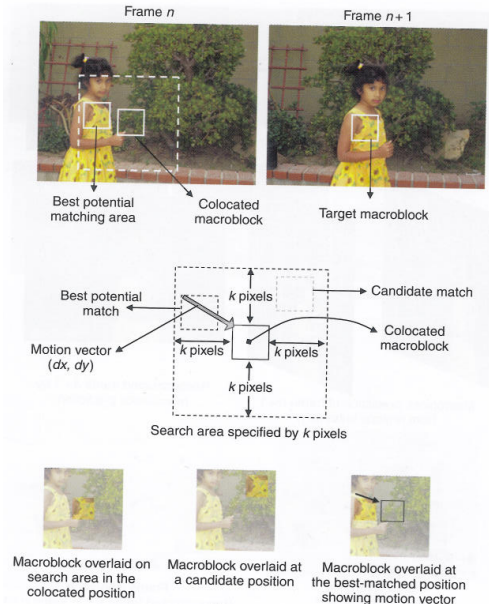 Frame n
Frame n + 1
Best potential
matching area
Colocated
macroblock
Target macroblock
Best potential
match
Motion vector
(dx, dy)
k pixels
k pixels
k pixels
k pixels
Candidate match
Colocated
macroblock
Search area specified by k pixels
Macroblock overlaid on
search area in the
colocated position
Macroblock overlaid at
a candidate position
Macroblock overlaid at
the best-matched position
showing motion vector